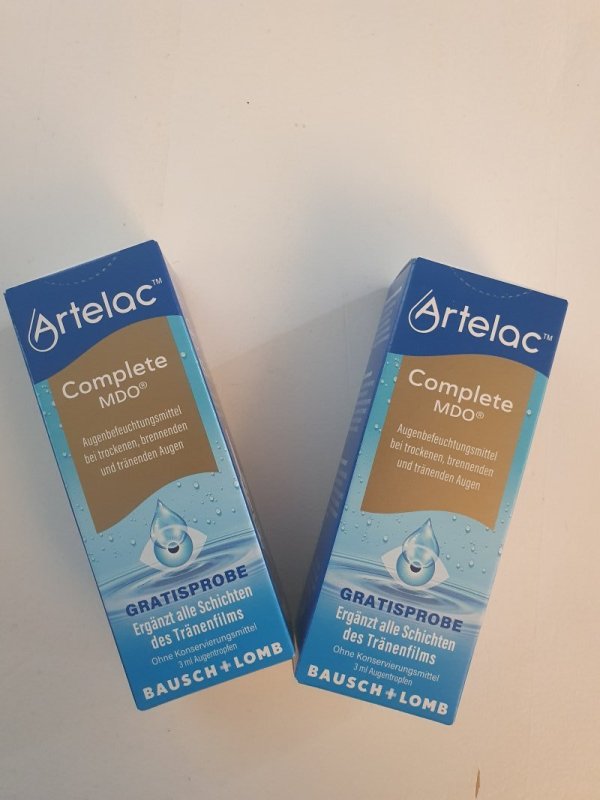 Artelac™
Complete
MDO®
Augenbefeuchtungsmittel
bei trockenen, brennenden
und tränenden Augen
GRATISPROBE
Ergänzt alle Schichten
des Tränenfilms
Ohne Konservierungsmittel
3 ml Augentropfen
BAUSCH + LOMB
Artelac™
Complete
MDO®
Augenbefeuchtungsmittel
bei trockenen, brennenden
und tränenden Augen
GRATISPROBE
Ergänzt alle Schichten
des Tränenfilms
Ohne Konservierungsmittel
3 ml Augentropfen
BAUSCH + LOMB